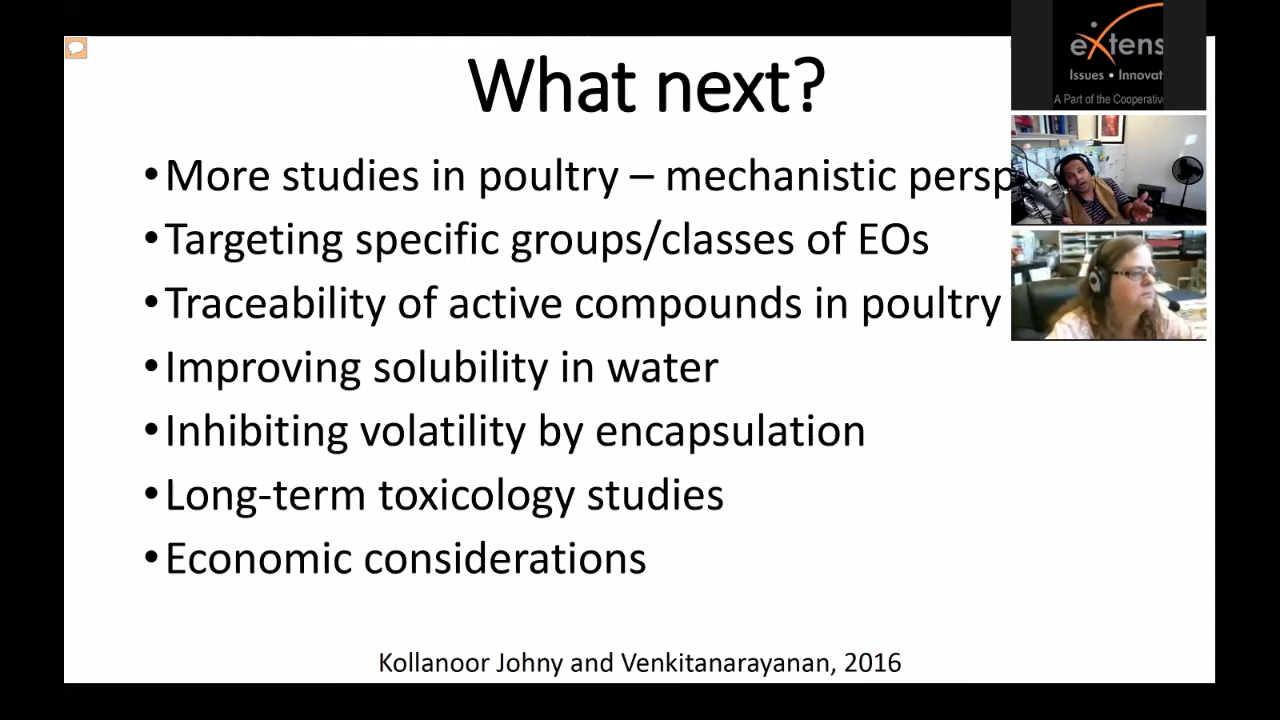 What next?
•More studies in poultry – mechanistic persp
•Targeting specific groups/classes of EOs
•Traceability of active compounds in poultry
•Improving solubility in water
•Inhibiting volatility by encapsulation
•Long-term toxicology studies
•Economic considerations
Kollanoor Johny and Venkitanarayanan, 2016
eXtens
Issues • Innovat
A Part of the Cooperativ